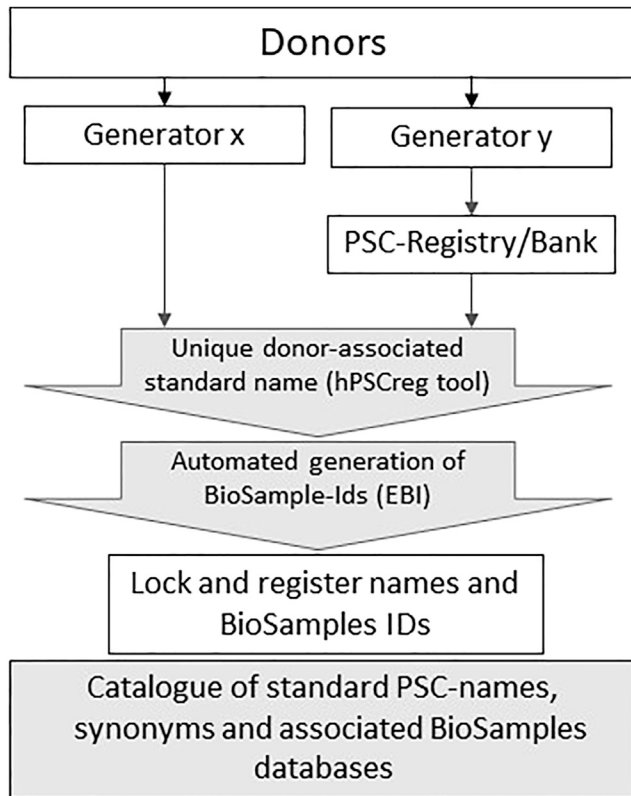 Donors
Generator x
Generator y
PSC-Registry/Bank
Unique donor-associated
standard name (hPSCreg tool)
Automated generation of
BioSample-Ids (EBI)
Lock and register names and
BioSamples IDs
Catalogue of standard PSC-names,
synonyms and associated BioSamples
databases